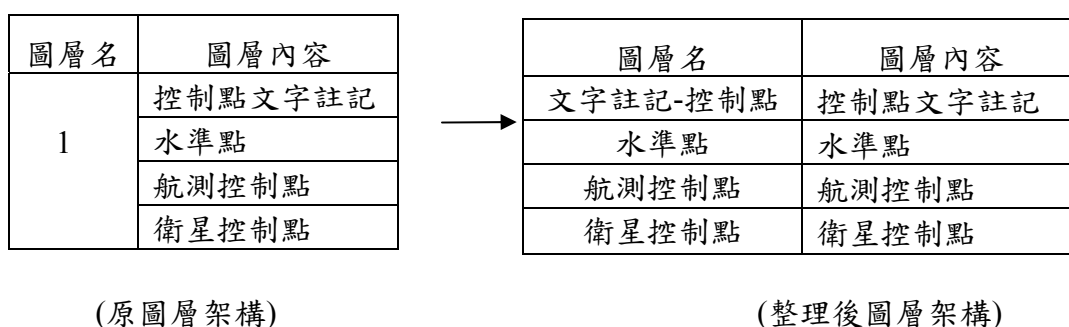 圖層名 圖層內容
1
控制點文字註記
水準點
航測控制點
衛星控制點
(原圖層架構)
圖層名 圖層內容
文字註記-控制點 控制點文字註記
水準點 水準點
航測控制點 航測控制點
衛星控制點 衛星控制點
(整理後圖層架構)